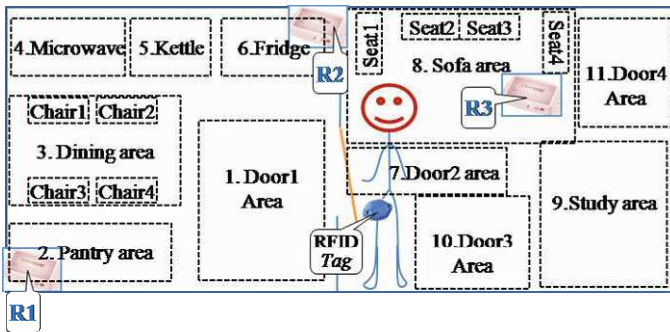 4.Microwave
5.Kettle
6.Fridge
R2
Seat1
Seat2
Seat3
Seat4
8. Sofa area
R3
11.Door4
Area
Chair1
Chair2
3. Dining area
Chair3
Chair4
1. Door1
Area
7.Door2 area
9.Study area
RFID
Tag
10.Door3
Area
2. Pantry area
R1